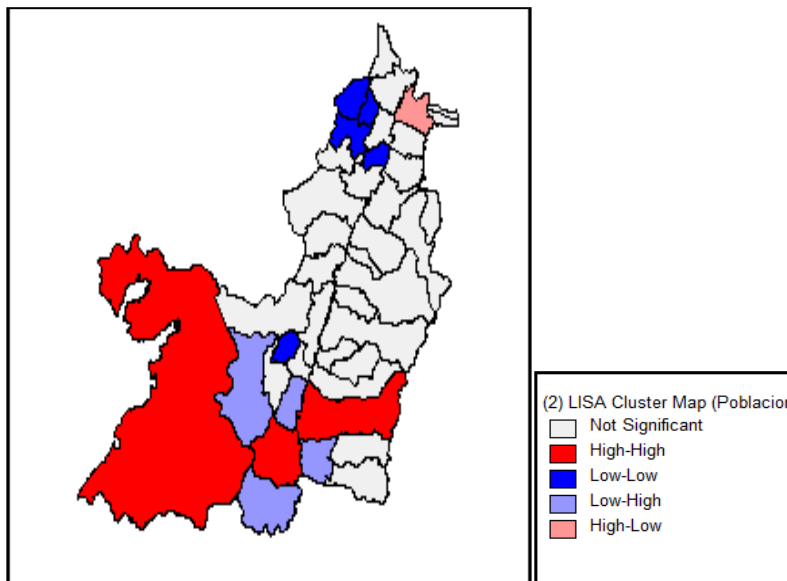 (2) LISA Cluster Map (Poblacion
Not Significant
High-High
Low-Low
Low-High
High-Low